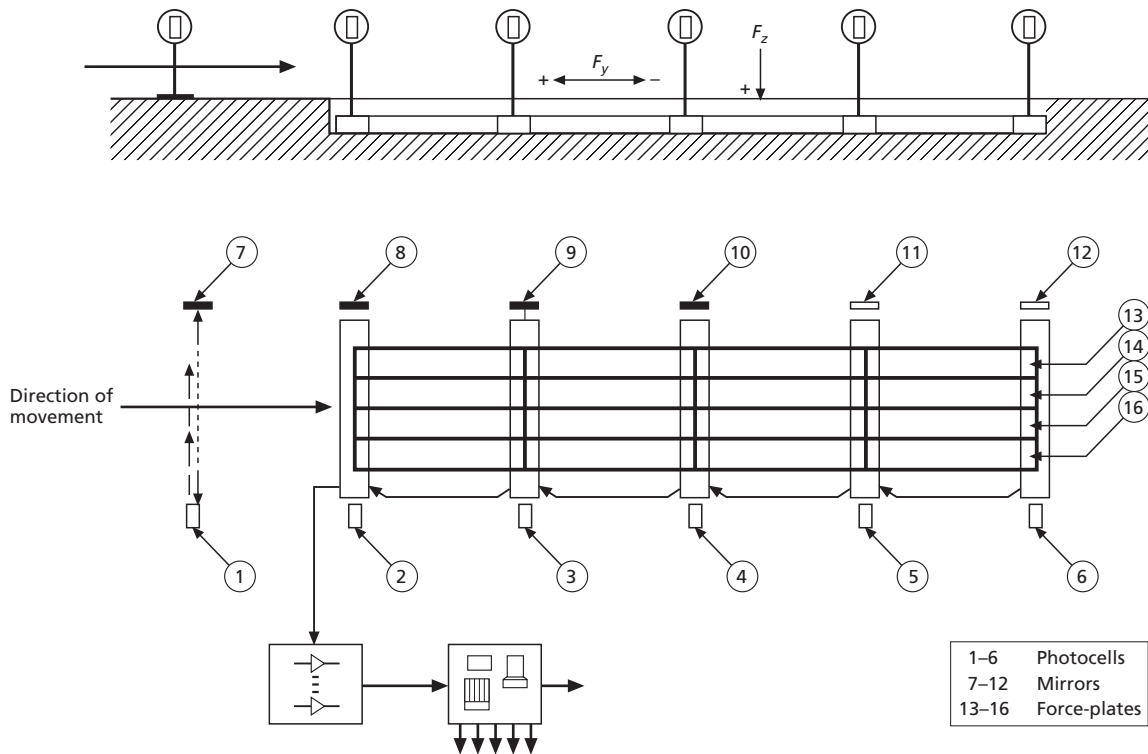 F_z
F_y
+ −
+
7 8 9 10 11 12
13
14
15
16
Direction of
movement
1 2 3 4 5 6
1–6 Photocells
7–12 Mirrors
13–16 Force-plates